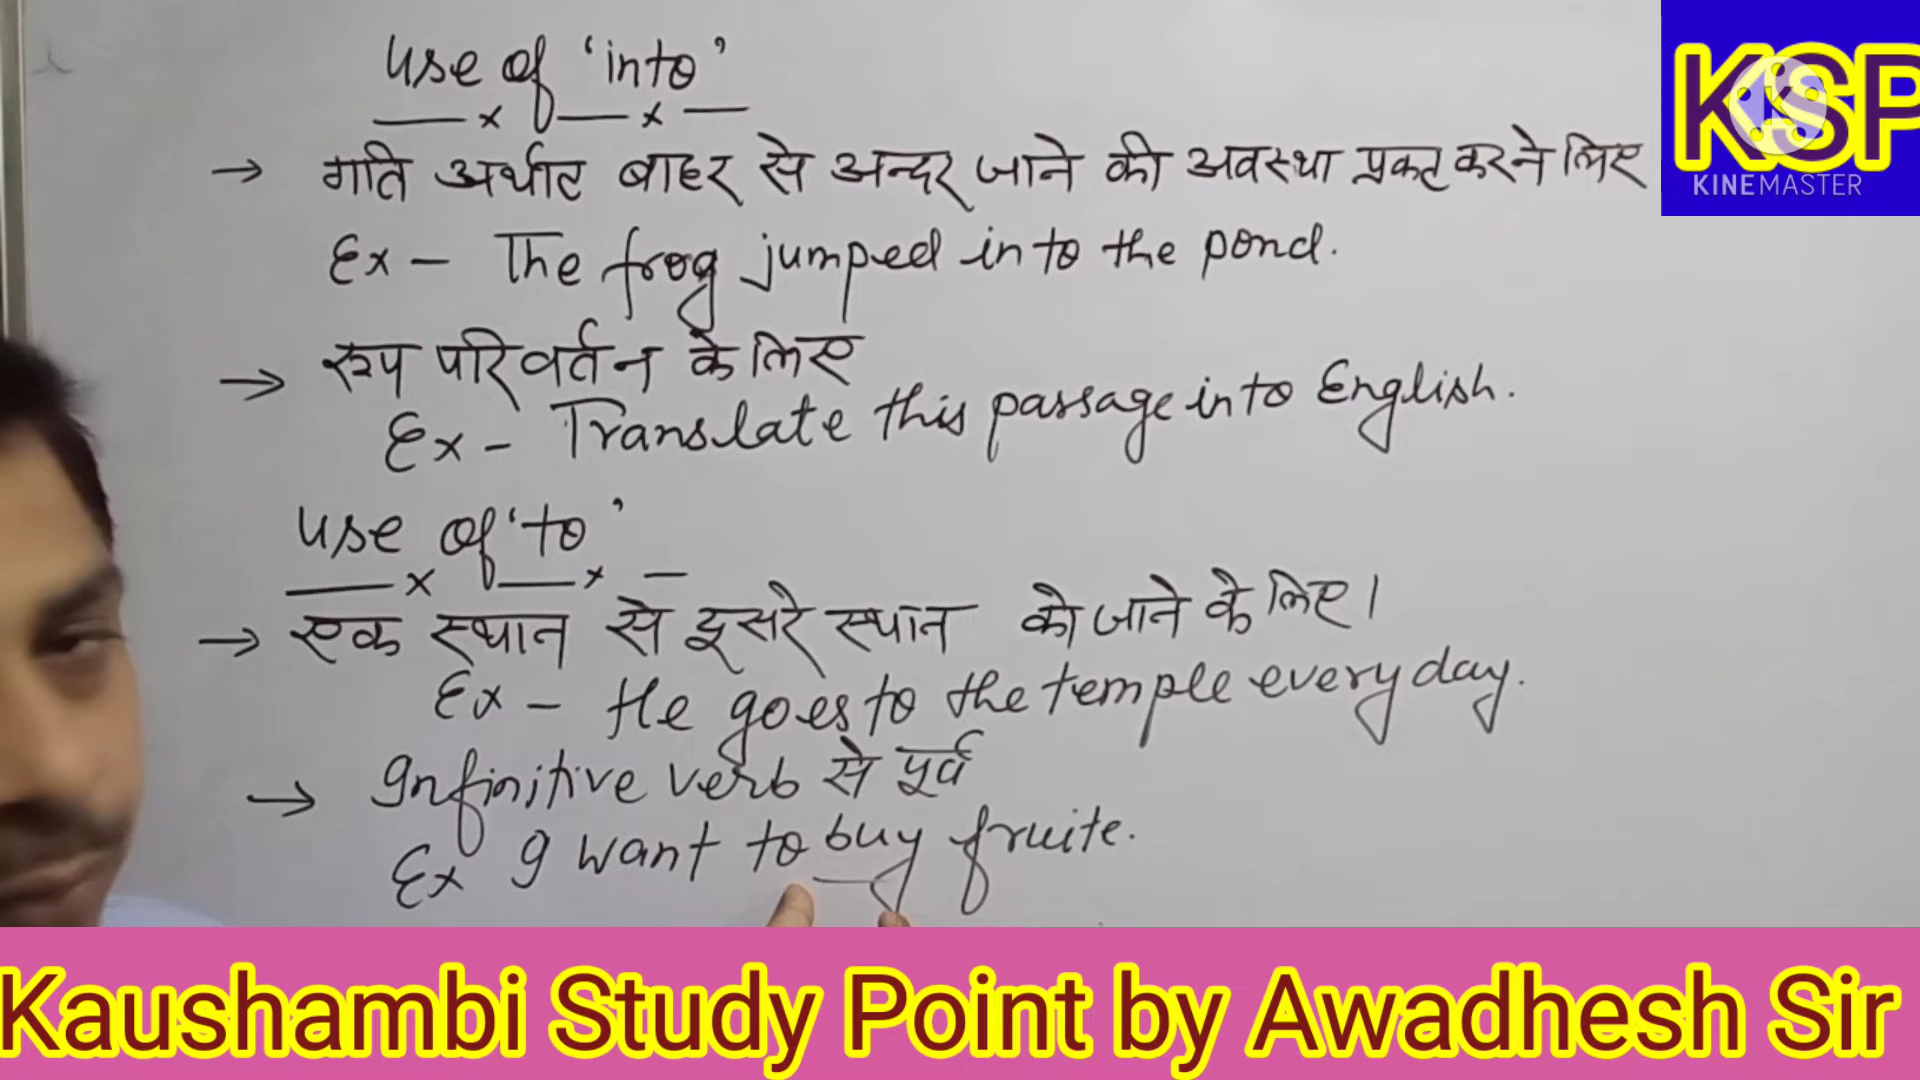 use of 'into'
→ गति अर्थात बाहर से अन्दर जाने की अवस्था प्रकट करने लिए
Ex - The frog jumped into the pond.
→ रूप परिवर्तन के लिए
Ex - Translate this passage into English.
use of 'to'
→ एक स्थान से दूसरे स्थान को जाने के लिए।
Ex - He goes to the temple every day.
→ Infinitive verb से पूर्व
Ex I want to buy fruite.
KSP
KINEMASTER
Kaushambi Study Point by Awadhesh Sir